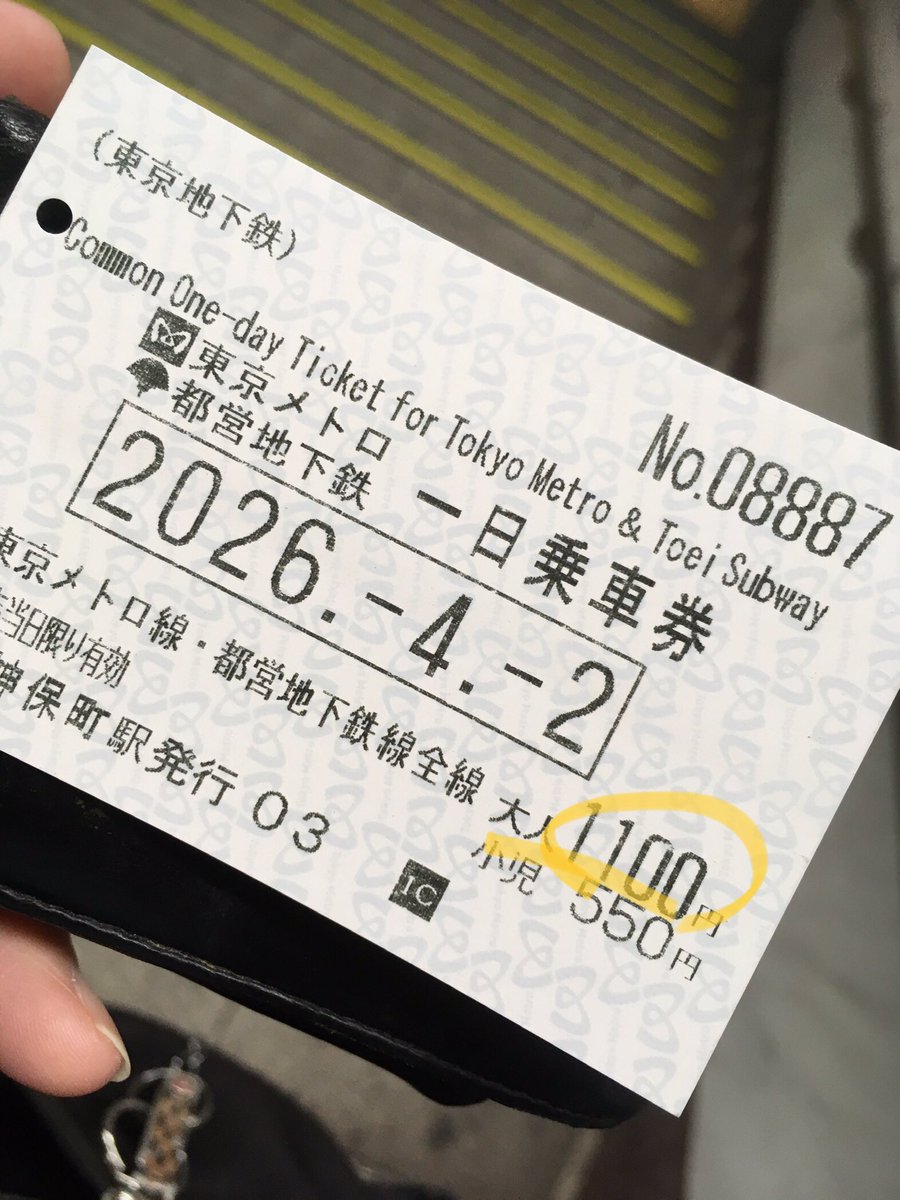 (東京地下鉄)
No.08887
Common One-day Ticket for Tokyo Metro & Toei Subway
東京メトロ
都営地下鉄
一日乗車券
2026.-4.-2
東京メトロ線・都営地下鉄線全線
当日限り有効
大人1100円
小児 550円
神保町駅発行 03
IC